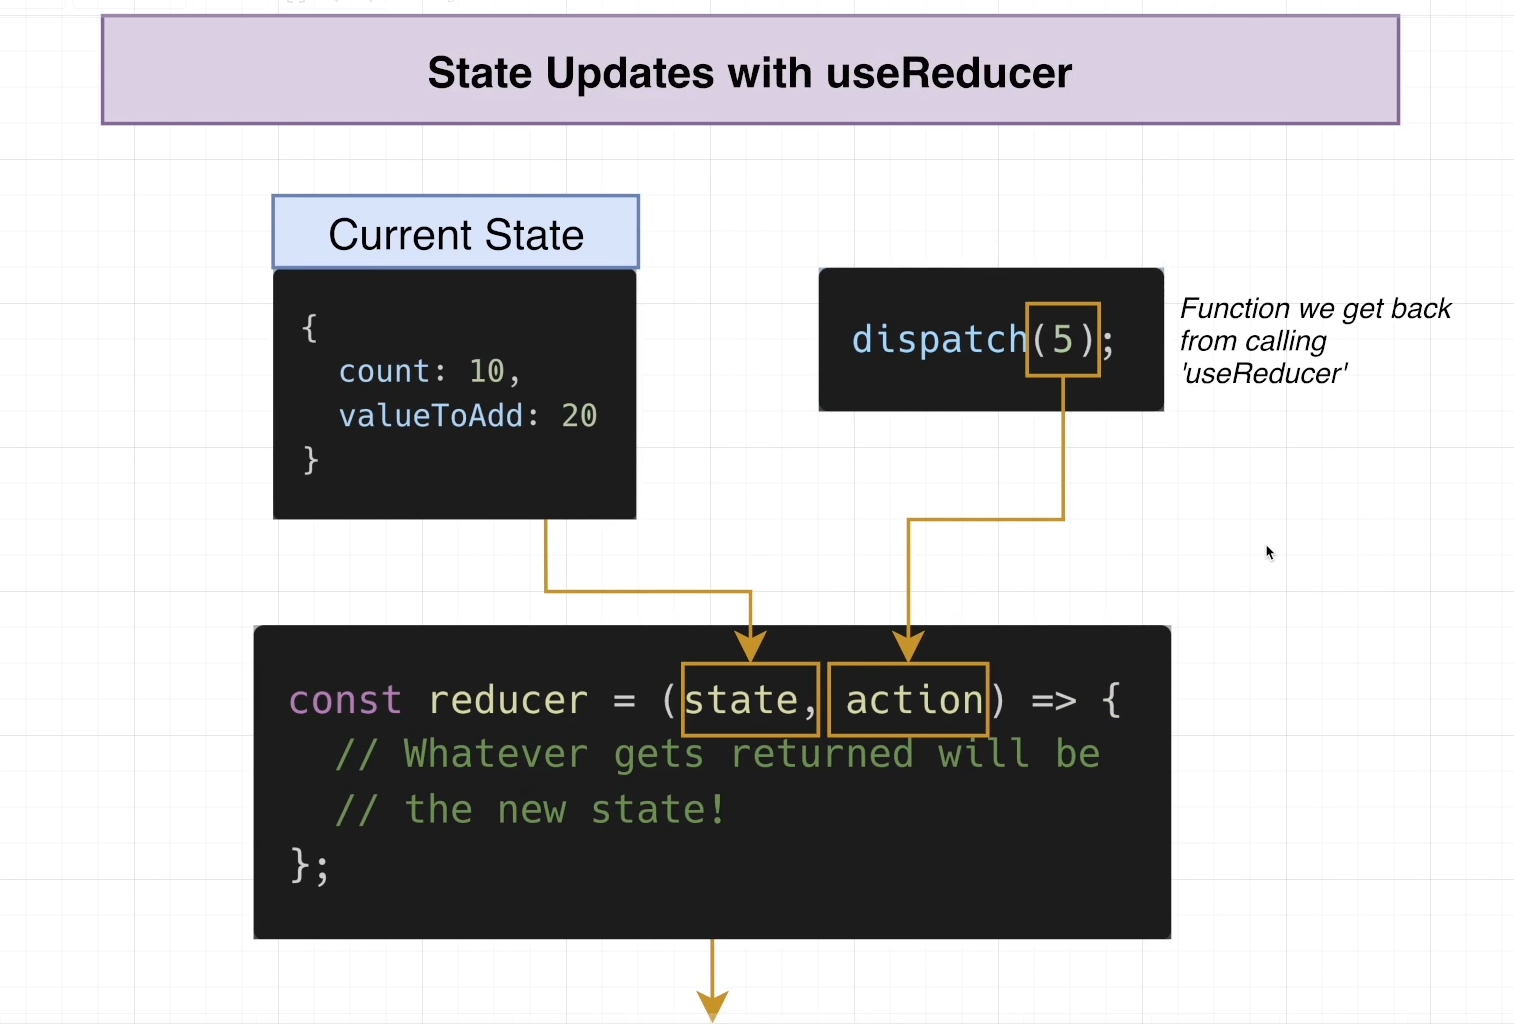 State Updates with useReducer
Current State
{
  count: 10,
  valueToAdd: 20
}
dispatch(5);
Function we get back
from calling
'useReducer'
const reducer = (state, action) => {
  // Whatever gets returned will be
  // the new state!
};